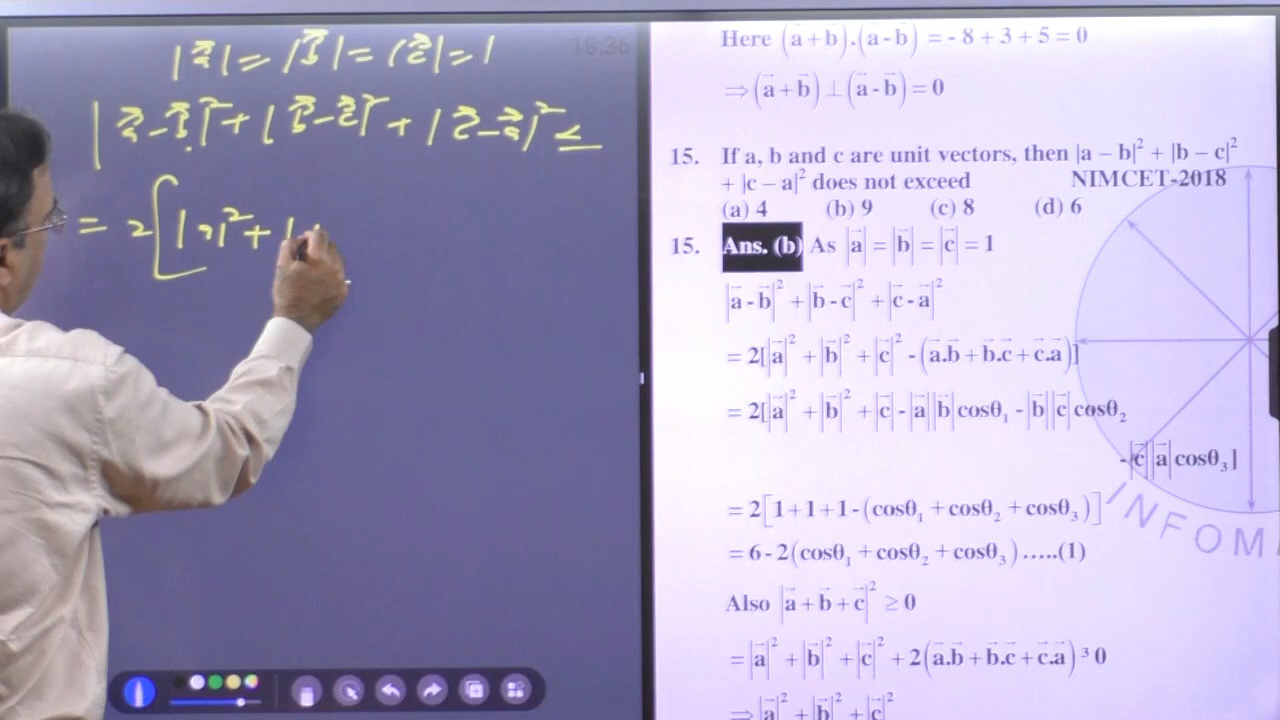 |a⃗| = |b⃗| = |c⃗| = 1
|a⃗ - b⃗|² + |b⃗ - c⃗|² + |c⃗ - a⃗|² ≤
= 2[|a|² + |
18:36
Here (a⃗+b⃗).(a⃗-b⃗) = - 8 + 3 + 5 = 0
⇒(a⃗+b⃗)⊥(a⃗-b⃗) = 0
15. If a, b and c are unit vectors, then |a – b|² + |b – c|²
+ |c – a|² does not exceed NIMCET-2018
(a) 4 (b) 9 (c) 8 (d) 6
15. Ans. (b) As |a⃗| = |b⃗| = |c⃗| = 1
|a⃗-b⃗|² + |b⃗-c⃗|² + |c⃗-a⃗|²
= 2[|a⃗|² + |b⃗|² + |c⃗|² - (a⃗.b⃗ + b⃗.c⃗ + c⃗.a⃗)]
= 2[|a⃗|² + |b⃗|² + |c⃗| - |a⃗||b⃗|cosθ₁ - |b⃗||c⃗|cosθ₂
-|c⃗||a⃗|cosθ₃]
= 2[1+1+1-(cosθ₁ + cosθ₂ + cosθ₃)]
= 6 - 2(cosθ₁ + cosθ₂ + cosθ₃).....(1)
Also |a⃗+b⃗+c⃗|² ≥ 0
= |a⃗|² + |b⃗|² + |c⃗|² + 2(a⃗.b⃗ + b⃗.c⃗ + c⃗.a⃗) ³ 0
⇒ |a⃗|² + |b⃗|² + |c⃗|²
INFOM